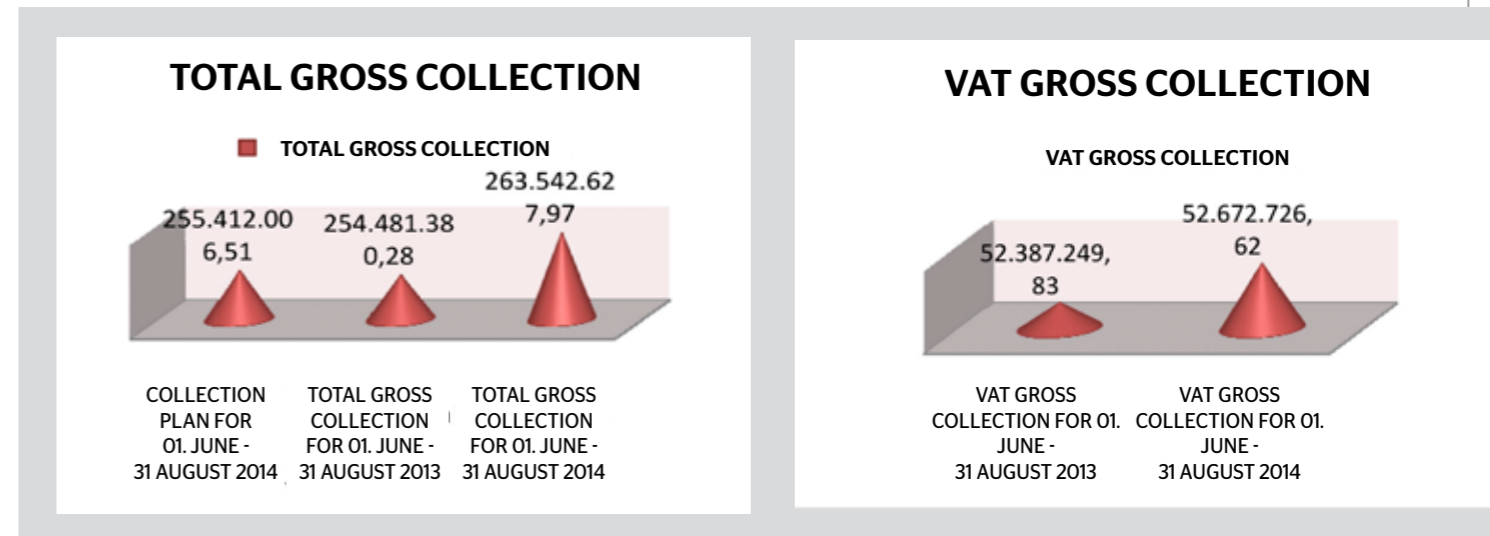 TOTAL GROSS COLLECTION
TOTAL GROSS COLLECTION
255.412.00
6,51
254.481.38
0,28
263.542.62
7,97
COLLECTION
PLAN FOR
01. JUNE -
31 AUGUST 2014
TOTAL GROSS
COLLECTION
FOR 01. JUNE -
31 AUGUST 2013
TOTAL GROSS
COLLECTION
FOR 01. JUNE -
31 AUGUST 2014
VAT GROSS COLLECTION
VAT GROSS COLLECTION
52.387.249,
83
52.672.726,
62
VAT GROSS
COLLECTION FOR 01.
JUNE -
31 AUGUST 2013
VAT GROSS
COLLECTION FOR 01.
JUNE -
31 AUGUST 2014